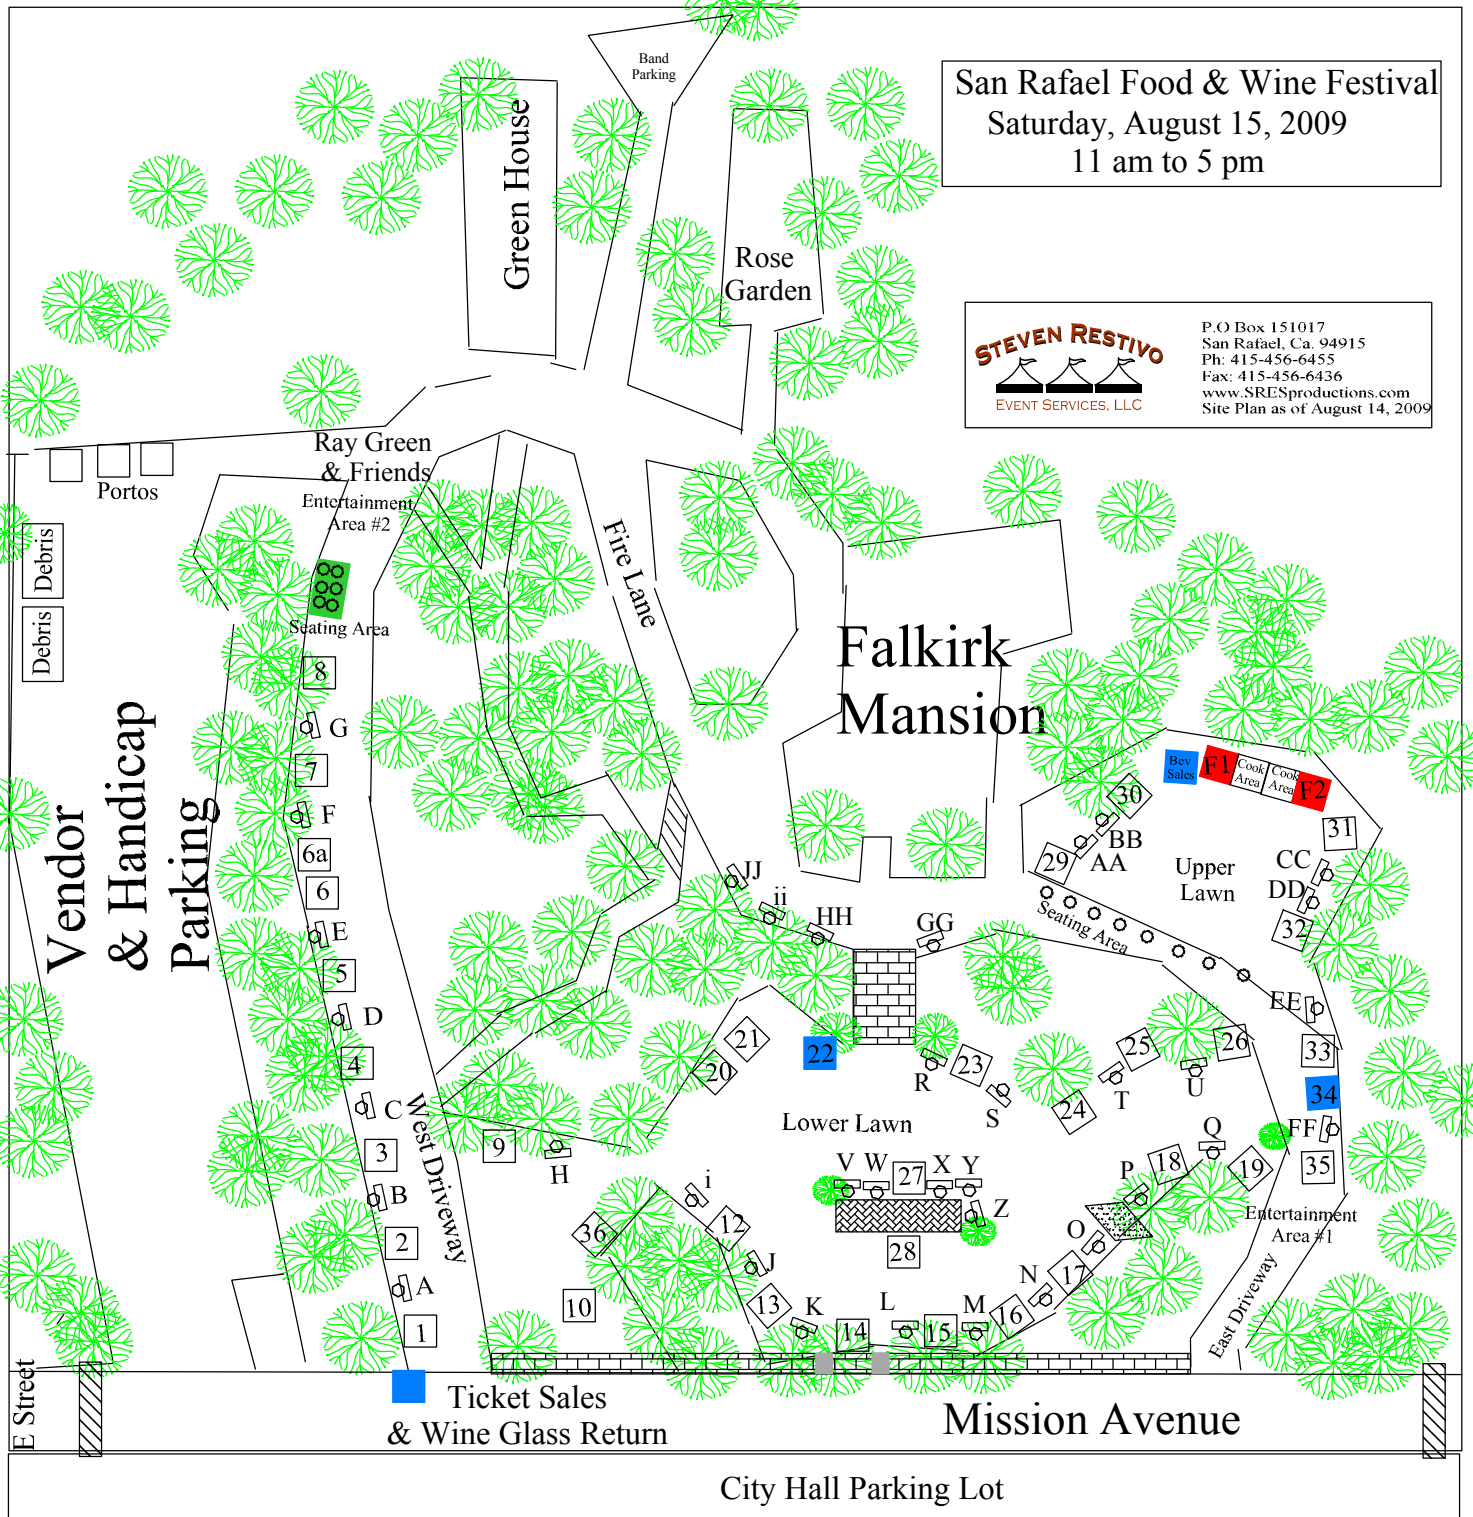 Band
Parking
San Rafael Food & Wine Festival
Saturday, August 15, 2009
11 am to 5 pm
Green House
Rose
Garden
STEVEN RESTIVO
EVENT SERVICES, LLC
P.O Box 151017
San Rafael, Ca. 94915
Ph: 415-456-6455
Fax: 415-456-6436
www.SRESproductions.com
Site Plan as of August 14, 2009
Ray Green
& Friends
Entertainment
Area #2
Portos
Debris
Debris
Seating Area
Fire Lane
Falkirk
Mansion
Vendor
& Handicap
Parking
8
G
7
F
6a
6
E
5
D
4
C
3
B
2
A
1
West Driveway
Bev
Sales
F1
Cook
Area
Cook
Area
F2
30
BB
AA
29
31
CC
DD
32
Upper
Lawn
Seating Area
JJ
ii
HH
GG
EE
33
34
FF
35
21
20
22
R
23
S
24
T
25
U
26
Lower Lawn
9
H
i
36
12
10
J
13
K
14
L
15
M
16
N
17
O
P
18
Q
19
V
W
27
X
Y
Z
28
Entertainment
Area #1
East Driveway
E Street
Ticket Sales
& Wine Glass Return
Mission Avenue
City Hall Parking Lot